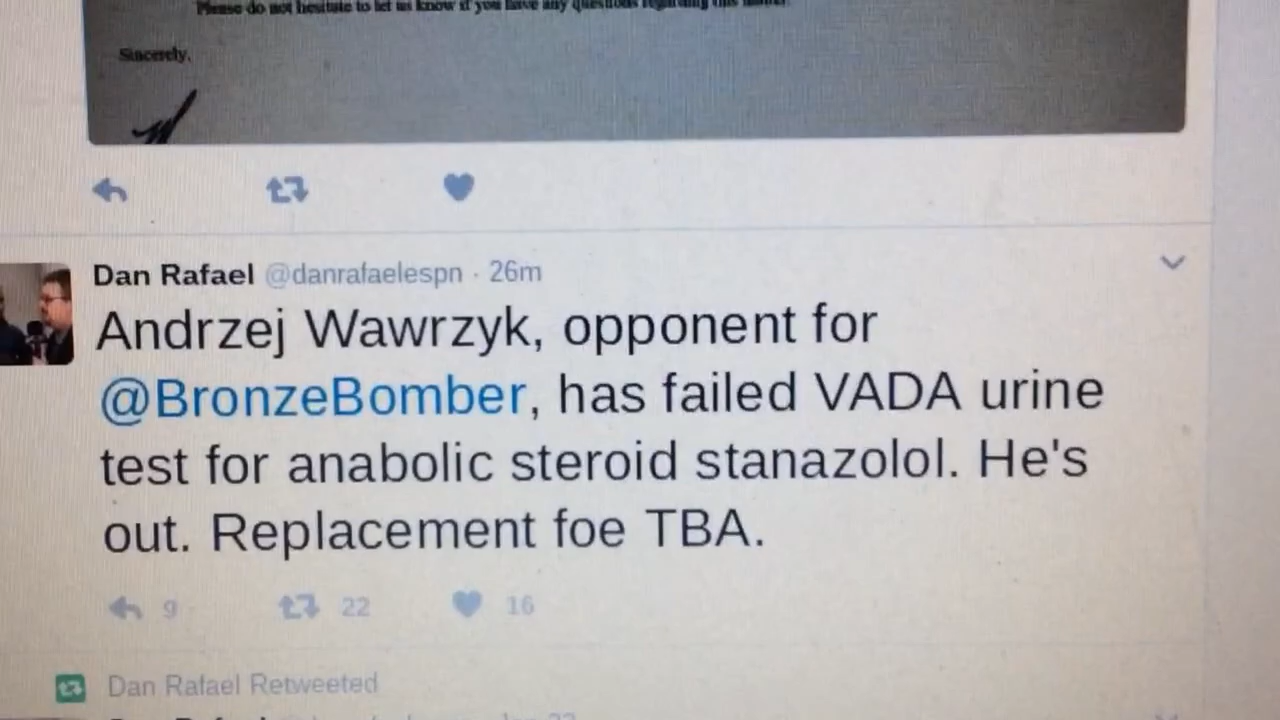 Please do not hesitate to let us know if you have any questions regarding this matter.
Sincerely,
Dan Rafael @danrafaelespn · 26m
Andrzej Wawrzyk, opponent for
@BronzeBomber, has failed VADA urine
test for anabolic steroid stanazolol. He's
out. Replacement foe TBA.
9 22 16
Dan Rafael Retweeted